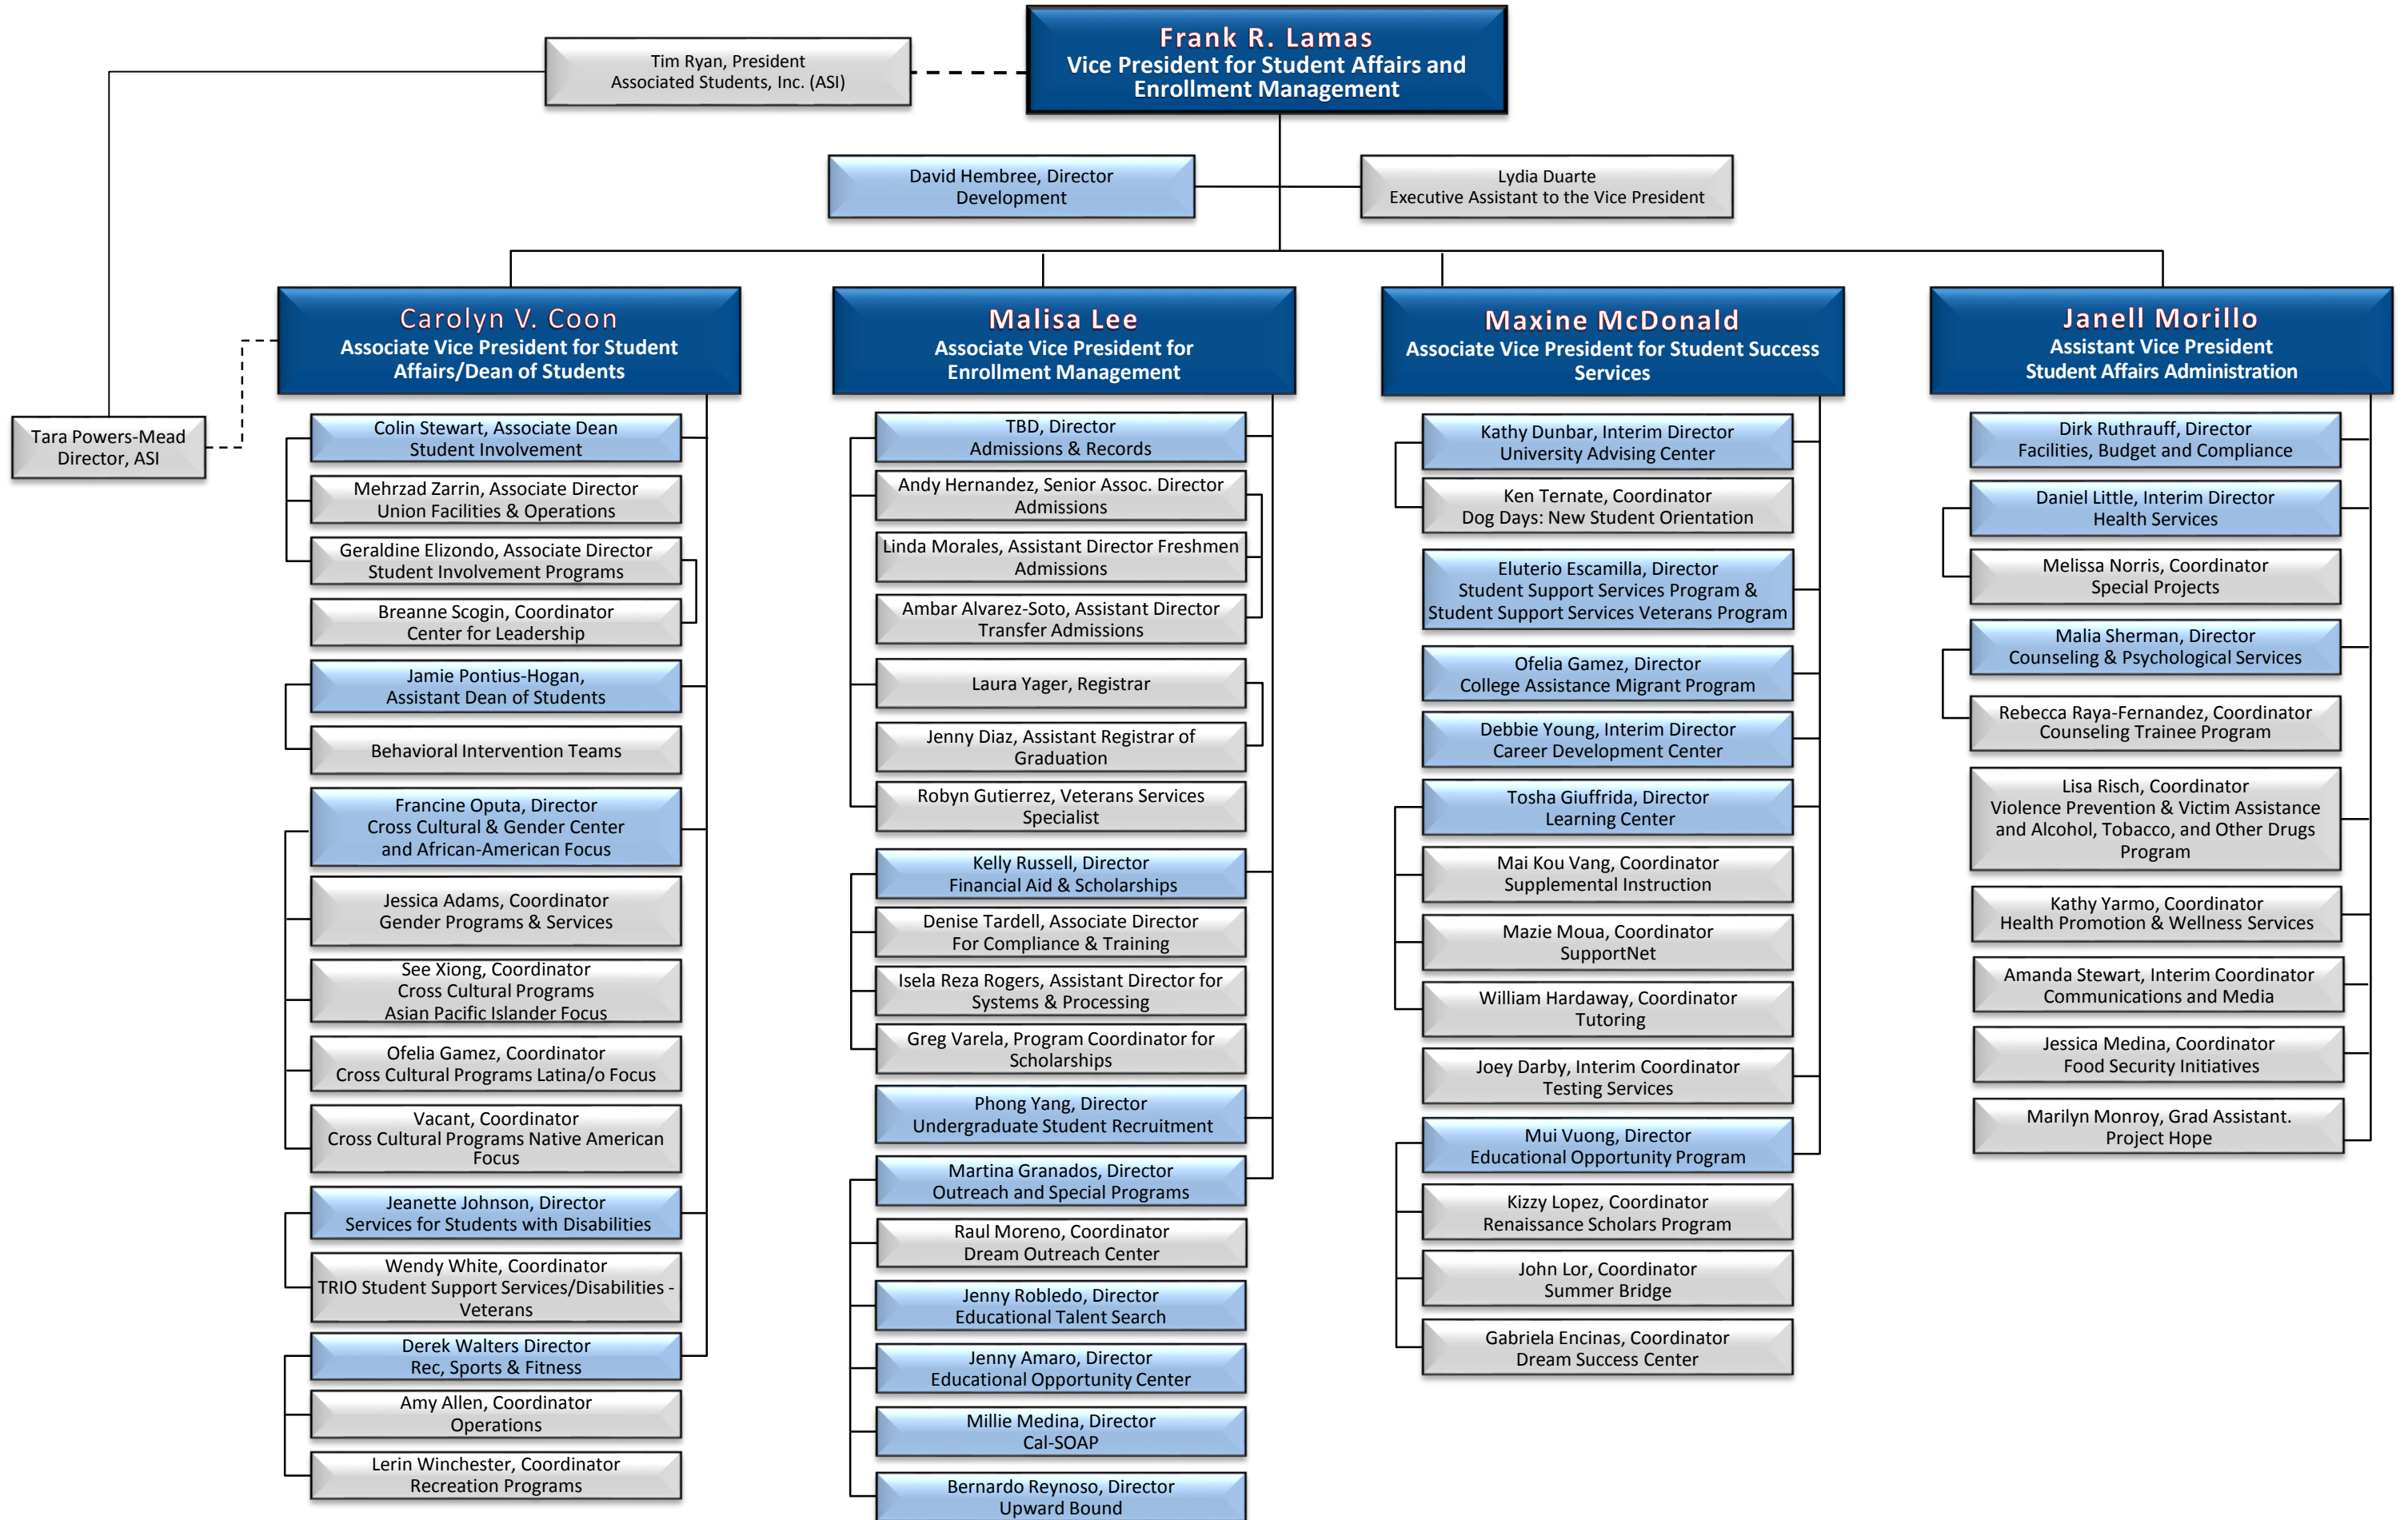 Frank R. Lamas
Vice President for Student Affairs and
Enrollment Management
Tim Ryan, President
Associated Students, Inc. (ASI)
David Hembree, Director
Development
Lydia Duarte
Executive Assistant to the Vice President
Tara Powers-Mead
Director, ASI
Carolyn V. Coon
Associate Vice President for Student
Affairs/Dean of Students
Colin Stewart, Associate Dean
Student Involvement
Mehrzad Zarrin, Associate Director
Union Facilities & Operations
Geraldine Elizondo, Associate Director
Student Involvement Programs
Breanne Scogin, Coordinator
Center for Leadership
Jamie Pontius-Hogan,
Assistant Dean of Students
Behavioral Intervention Teams
Francine Oputa, Director
Cross Cultural & Gender Center
and African-American Focus
Jessica Adams, Coordinator
Gender Programs & Services
See Xiong, Coordinator
Cross Cultural Programs
Asian Pacific Islander Focus
Ofelia Gamez, Coordinator
Cross Cultural Programs Latina/o Focus
Vacant, Coordinator
Cross Cultural Programs Native American
Focus
Jeanette Johnson, Director
Services for Students with Disabilities
Wendy White, Coordinator
TRIO Student Support Services/Disabilities -
Veterans
Derek Walters Director
Rec, Sports & Fitness
Amy Allen, Coordinator
Operations
Lerin Winchester, Coordinator
Recreation Programs
Malisa Lee
Associate Vice President for
Enrollment Management
TBD, Director
Admissions & Records
Andy Hernandez, Senior Assoc. Director
Admissions
Linda Morales, Assistant Director Freshmen
Admissions
Ambar Alvarez-Soto, Assistant Director
Transfer Admissions
Laura Yager, Registrar
Jenny Diaz, Assistant Registrar of
Graduation
Robyn Gutierrez, Veterans Services
Specialist
Kelly Russell, Director
Financial Aid & Scholarships
Denise Tardell, Associate Director
For Compliance & Training
Isela Reza Rogers, Assistant Director for
Systems & Processing
Greg Varela, Program Coordinator for
Scholarships
Phong Yang, Director
Undergraduate Student Recruitment
Martina Granados, Director
Outreach and Special Programs
Raul Moreno, Coordinator
Dream Outreach Center
Jenny Robledo, Director
Educational Talent Search
Jenny Amaro, Director
Educational Opportunity Center
Millie Medina, Director
Cal-SOAP
Bernardo Reynoso, Director
Upward Bound
Maxine McDonald
Associate Vice President for Student Success
Services
Kathy Dunbar, Interim Director
University Advising Center
Ken Ternate, Coordinator
Dog Days: New Student Orientation
Eluterio Escamilla, Director
Student Support Services Program &
Student Support Services Veterans Program
Ofelia Gamez, Director
College Assistance Migrant Program
Debbie Young, Interim Director
Career Development Center
Tosha Giuffrida, Director
Learning Center
Mai Kou Vang, Coordinator
Supplemental Instruction
Mazie Moua, Coordinator
SupportNet
William Hardaway, Coordinator
Tutoring
Joey Darby, Interim Coordinator
Testing Services
Mui Vuong, Director
Educational Opportunity Program
Kizzy Lopez, Coordinator
Renaissance Scholars Program
John Lor, Coordinator
Summer Bridge
Gabriela Encinas, Coordinator
Dream Success Center
Janell Morillo
Assistant Vice President
Student Affairs Administration
Dirk Ruthrauff, Director
Facilities, Budget and Compliance
Daniel Little, Interim Director
Health Services
Melissa Norris, Coordinator
Special Projects
Malia Sherman, Director
Counseling & Psychological Services
Rebecca Raya-Fernandez, Coordinator
Counseling Trainee Program
Lisa Risch, Coordinator
Violence Prevention & Victim Assistance
and Alcohol, Tobacco, and Other Drugs
Program
Kathy Yarmo, Coordinator
Health Promotion & Wellness Services
Amanda Stewart, Interim Coordinator
Communications and Media
Jessica Medina, Coordinator
Food Security Initiatives
Marilyn Monroy, Grad Assistant.
Project Hope